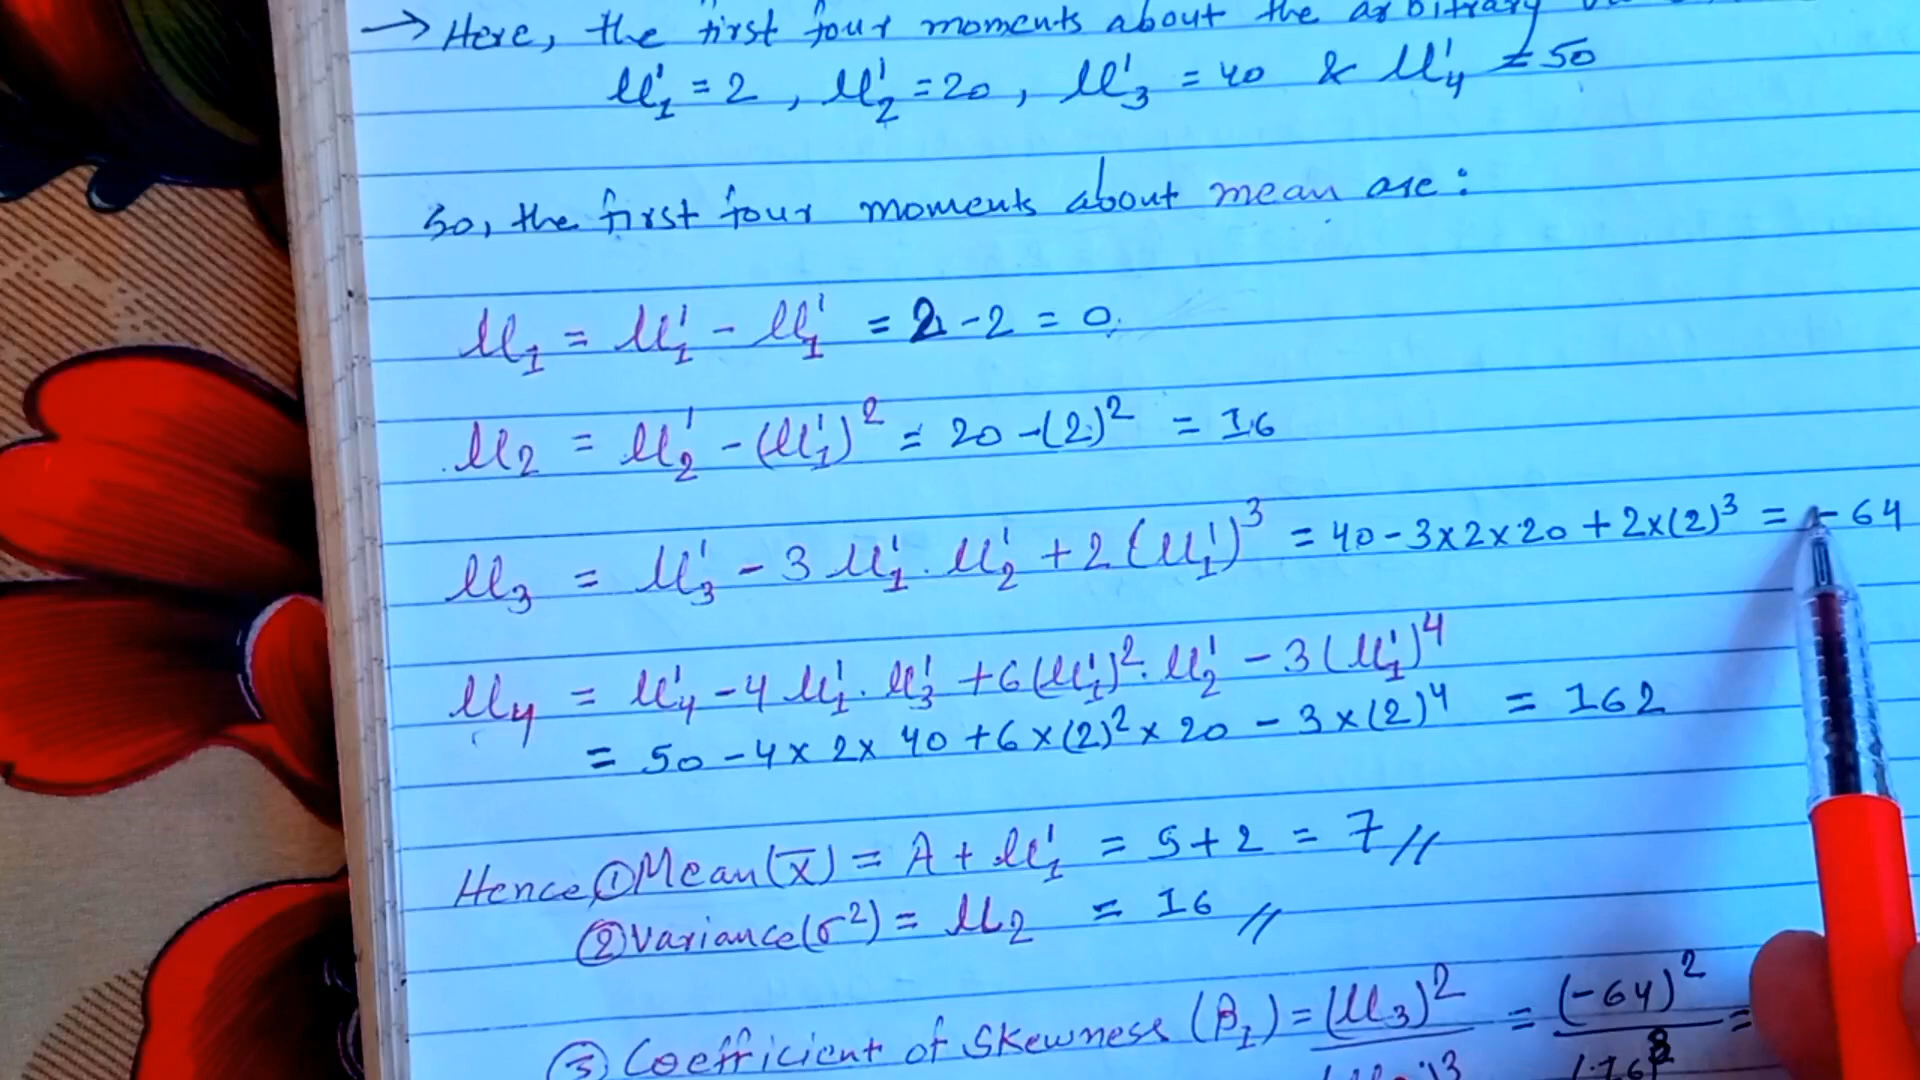 → Here, the first four moments about the arbitrary
μ'₁ = 2, μ'₂ = 20, μ'₃ = 40 & μ'₄ = 50
So, the first four moments about mean are:
μ₁ = μ'₁ - μ'₁ = 2 - 2 = 0
μ₂ = μ'₂ - (μ'₁)² = 20 - (2)² = 16
μ₃ = μ'₃ - 3 μ'₁ . μ'₂ + 2 (μ'₁)³ = 40 - 3x2x20 + 2x(2)³ = - 64
μ₄ = μ'₄ - 4 μ'₁ . μ'₃ + 6 (μ'₁)² . μ'₂ - 3 (μ'₁)⁴
= 50 - 4 x 2 x 40 + 6 x (2)² x 20 - 3 x (2)⁴ = 162
Hence, ① Mean (x̄) = A + μ'₁ = 5 + 2 = 7 //
② Variance (σ²) = μ₂ = 16 //
③ Coefficient of Skewness (β₁) = (μ₃)² = (-64)² =